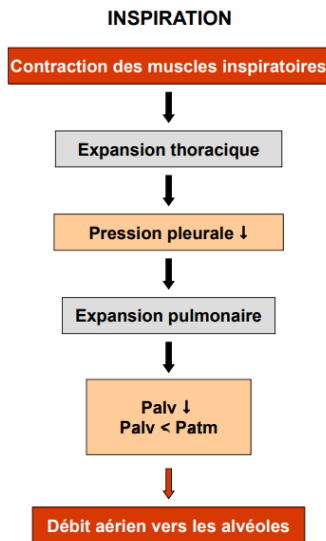 INSPIRATION
Contraction des muscles inspiratoires
Expansion thoracique
Pression pleurale ↓
Expansion pulmonaire
Palv ↓
Palv < Patm
Débit aérien vers les alvéoles